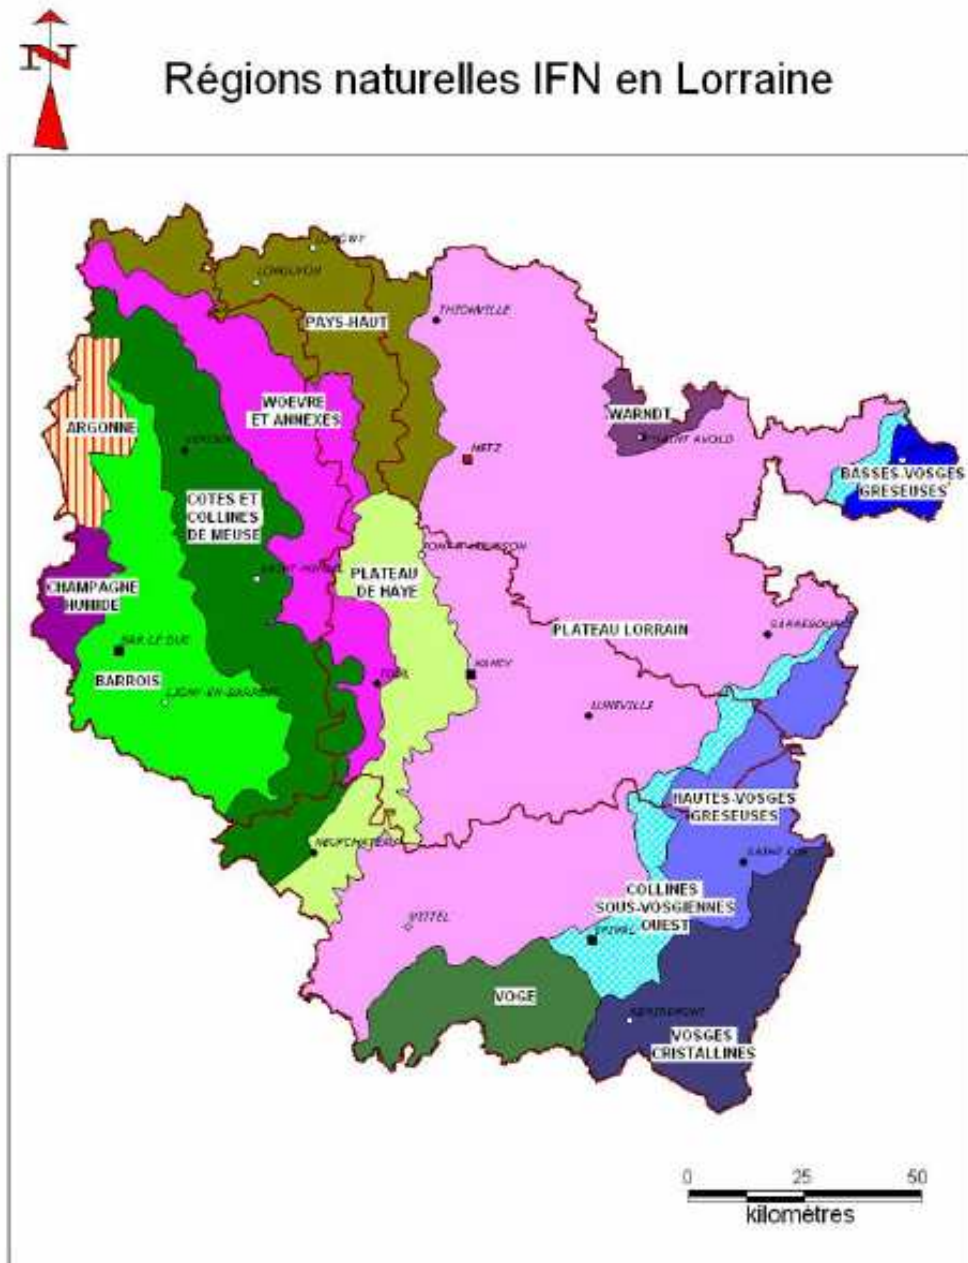 N
Régions naturelles IFN en Lorraine
LONGUYON
PAYS-HAUT
THIONVILLE
WOEVRE
ET ANNEXES
ARGONNE
WARNDT
SAINT AVOLD
METZ
BASSES-VOSGES
GRESEUSES
COTES ET
COLLINES
DE MEUSE
PLATEAU
DE HAYE
CHAMPAGNE
HUMIDE
PLATEAU LORRAIN
SARREBOURG
BAR LE DUC
BARROIS
LIGNY-EN-BARROIS
TOUL
NANCY
LUNEVILLE
HAUTES-VOSGES
GRESEUSES
NEUFCHATEAU
SAINT DIE
COLLINES
SOUS-VOSGIENNES
OUEST
VITTEL
EPINAL
VOGE
REMIREMONT
VOSGES
CRISTALLINES
0 25 50
kilomètres